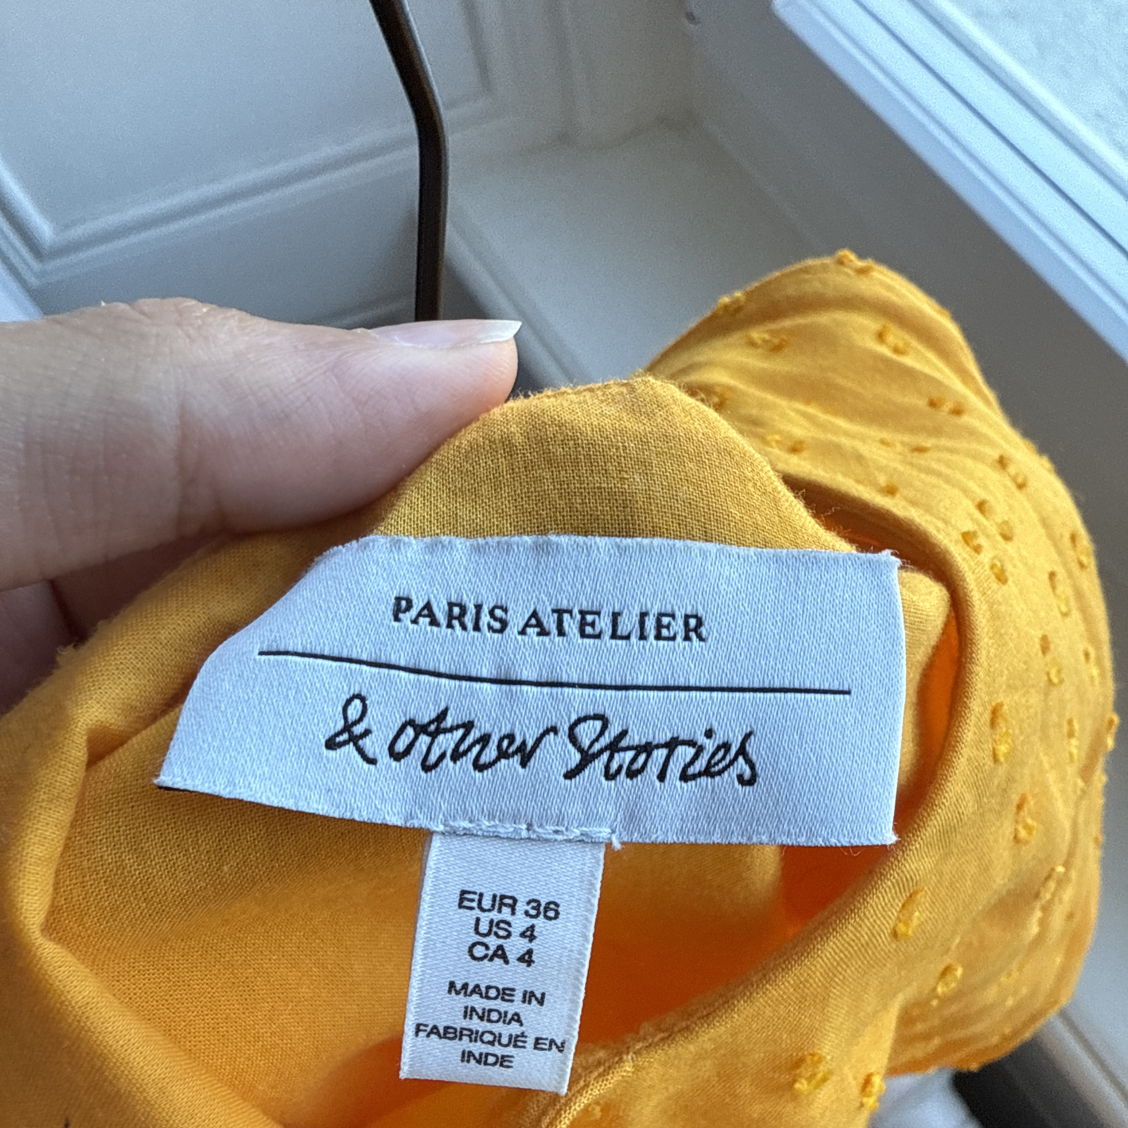 PARIS ATELIER
& other Stories
EUR 36
US 4
CA 4
MADE IN
INDIA
FABRIQUÉ EN
INDE